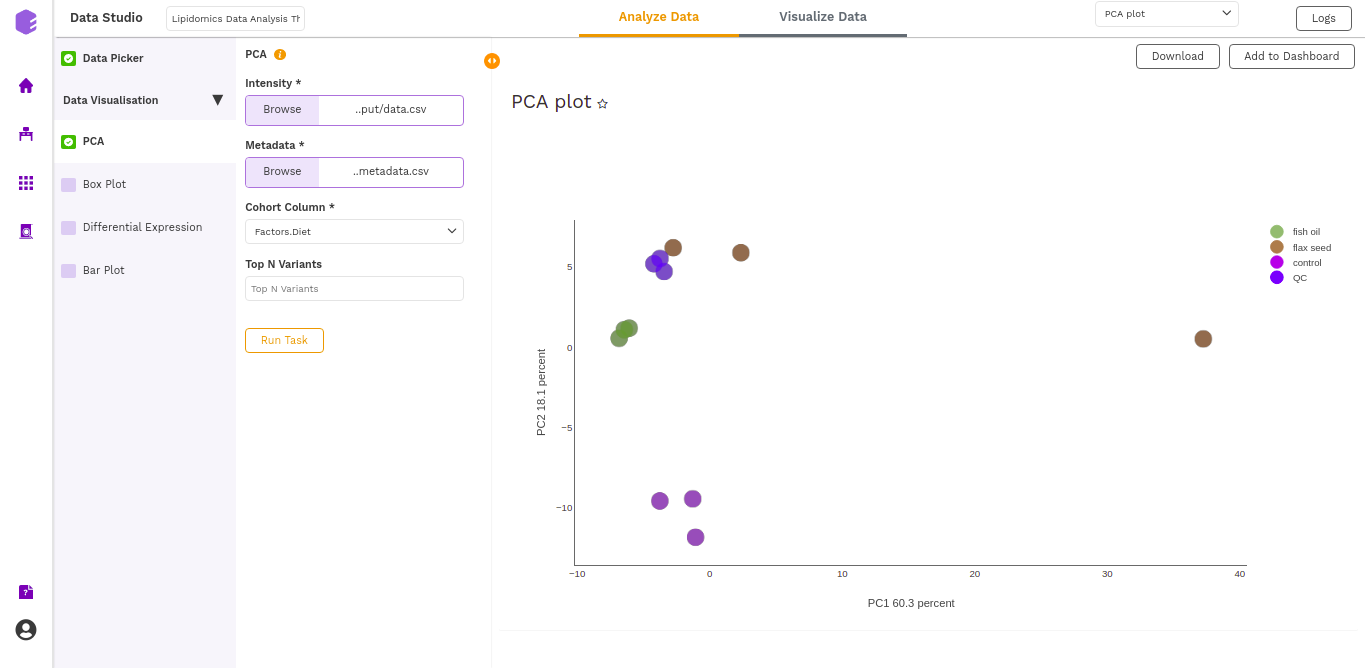 Data Studio
Lipidomics Data Analysis Th
Analyze Data
Visualize Data
PCA plot
Logs
Data Picker
Data Visualisation
PCA
Box Plot
Differential Expression
Bar Plot
PCA i
Intensity *
Browse ..put/data.csv
Metadata *
Browse ..metadata.csv
Cohort Column *
Factors.Diet
Top N Variants
Top N Variants
Run Task
Download
Add to Dashboard
PCA plot
fish oil
flax seed
control
QC
5
0
−5
−10
PC2 18.1 percent
−10 0 10 20 30 40
PC1 60.3 percent
?